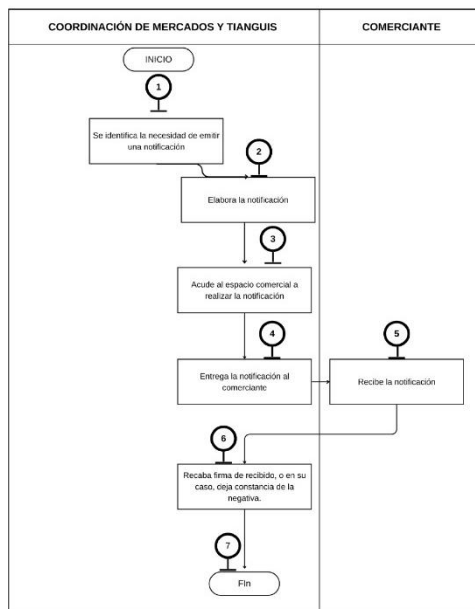 COORDINACIÓN DE MERCADOS Y TIANGUIS
COMERCIANTE
INICIO
1
Se identifica la necesidad de emitir
una notificación
2
Elabora la notificación
3
Acude al espacio comercial a
realizar la notificación
4
5
Entrega la notificación al
comerciante
Recibe la notificación
6
Recaba firma de recibido, o en su
caso, deja constancia de la
negativa.
7
FIn